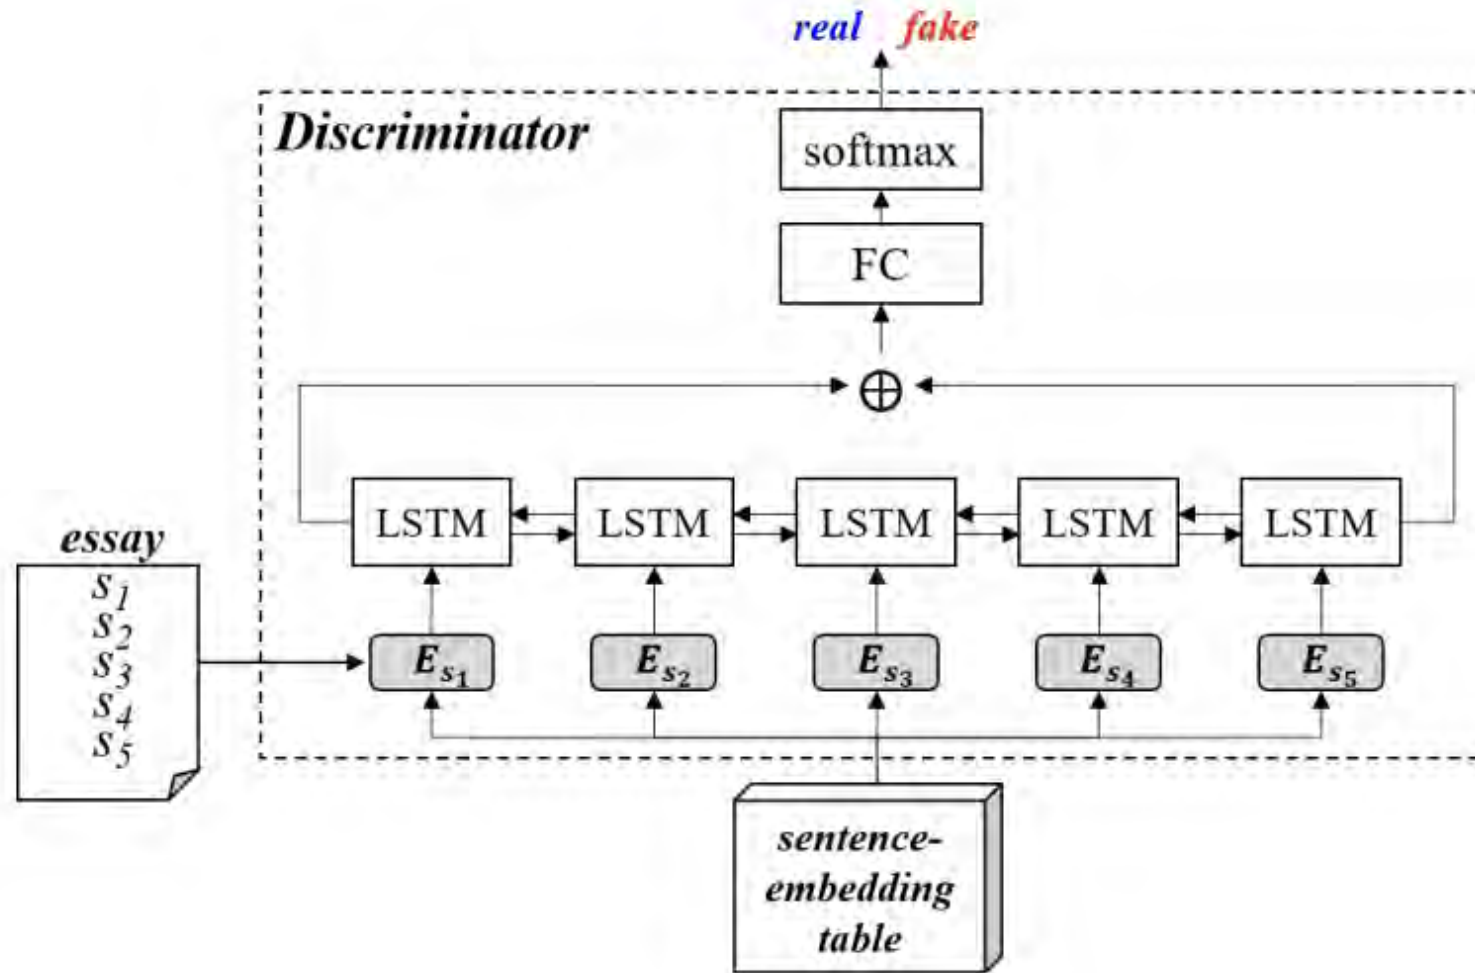 real fake
Discriminator
softmax
FC
LSTM LSTM LSTM LSTM LSTM
essay
s1
s2
s3
s4
s5
Es1 Es2 Es3 Es4 Es5
sentence-
embedding
table